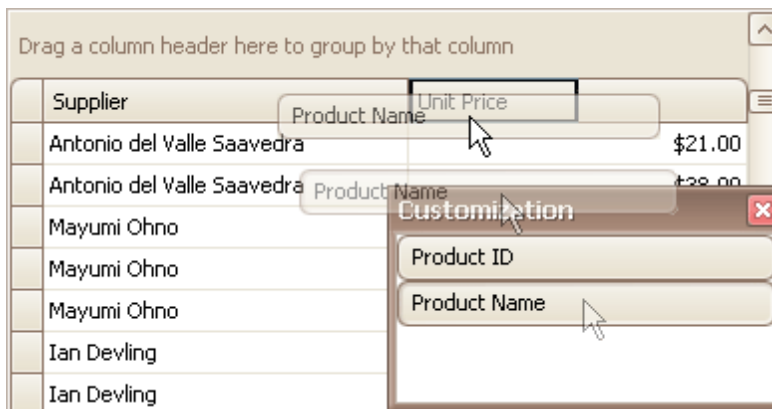 Drag a column header here to group by that column
Supplier
Unit Price
Product Name
Antonio del Valle Saavedra
$21.00
Antonio del Valle Saavedra
Product Name
$38.00
Mayumi Ohno
Customization
Mayumi Ohno
Product ID
Mayumi Ohno
Product Name
Ian Devling
Ian Devling